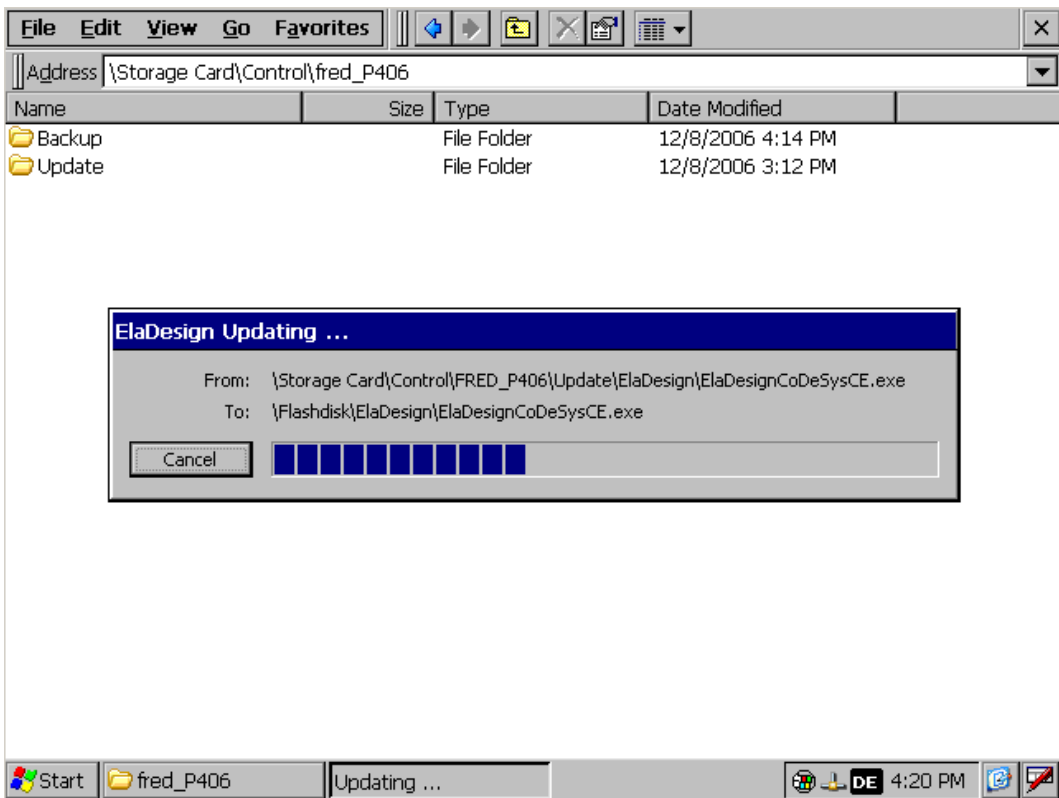 File Edit View Go Favorites
Address \Storage Card\Control\fred_P406
Name Size Type Date Modified
Backup File Folder 12/8/2006 4:14 PM
Update File Folder 12/8/2006 3:12 PM
ElaDesign Updating ...
From: \Storage Card\Control\FRED_P406\Update\ElaDesign\ElaDesignCoDeSysCE.exe
To: \Flashdisk\ElaDesign\ElaDesignCoDeSysCE.exe
Cancel
Start fred_P406 Updating ... DE 4:20 PM